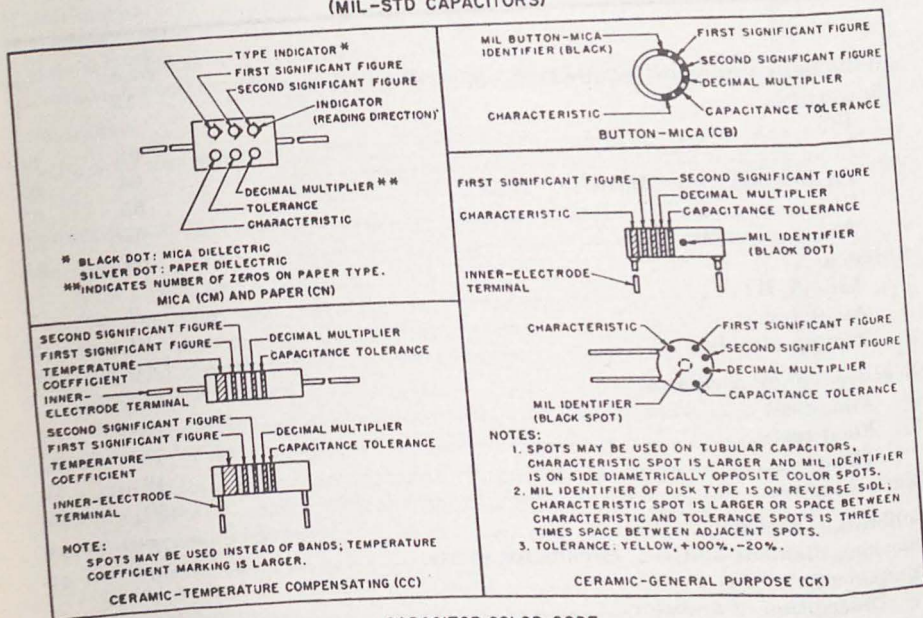 (MIL-STD CAPACITORS)
TYPE INDICATOR *
FIRST SIGNIFICANT FIGURE
SECOND SIGNIFICANT FIGURE
INDICATOR
(READING DIRECTION)
DECIMAL MULTIPLIER **
TOLERANCE
CHARACTERISTIC
* BLACK DOT: MICA DIELECTRIC
SILVER DOT: PAPER DIELECTRIC
**INDICATES NUMBER OF ZEROS ON PAPER TYPE.
MICA (CM) AND PAPER (CN)
MIL BUTTON-MICA
IDENTIFIER (BLACK)
FIRST SIGNIFICANT FIGURE
SECOND SIGNIFICANT FIGURE
DECIMAL MULTIPLIER
CAPACITANCE TOLERANCE
CHARACTERISTIC
BUTTON-MICA (CB)
SECOND SIGNIFICANT FIGURE
FIRST SIGNIFICANT FIGURE
TEMPERATURE
COEFFICIENT
INNER-
ELECTRODE TERMINAL
DECIMAL MULTIPLIER
CAPACITANCE TOLERANCE
SECOND SIGNIFICANT FIGURE
FIRST SIGNIFICANT FIGURE
TEMPERATURE
COEFFICIENT
INNER-ELECTRODE
TERMINAL
DECIMAL MULTIPLIER
CAPACITANCE TOLERANCE
NOTE:
SPOTS MAY BE USED INSTEAD OF BANDS; TEMPERATURE
COEFFICIENT MARKING IS LARGER.
CERAMIC-TEMPERATURE COMPENSATING (CC)
FIRST SIGNIFICANT FIGURE
SECOND SIGNIFICANT FIGURE
DECIMAL MULTIPLIER
CAPACITANCE TOLERANCE
CHARACTERISTIC
MIL IDENTIFIER
(BLACK DOT)
INNER-ELECTRODE
TERMINAL
CHARACTERISTIC
FIRST SIGNIFICANT FIGURE
SECOND SIGNIFICANT FIGURE
DECIMAL MULTIPLIER
CAPACITANCE TOLERANCE
MIL IDENTIFIER
(BLACK SPOT)
NOTES:
1. SPOTS MAY BE USED ON TUBULAR CAPACITORS,
CHARACTERISTIC SPOT IS LARGER AND MIL IDENTIFIER
IS ON SIDE DIAMETRICALLY OPPOSITE COLOR SPOTS.
2. MIL IDENTIFIER OF DISK TYPE IS ON REVERSE SIDE;
CHARACTERISTIC SPOT IS LARGER OR SPACE BETWEEN
CHARACTERISTIC AND TOLERANCE SPOTS IS THREE
TIMES SPACE BETWEEN ADJACENT SPOTS.
3. TOLERANCE: YELLOW, +100%, -20%.
CERAMIC-GENERAL PURPOSE (CK)
CAPACITOR COLOR CODE